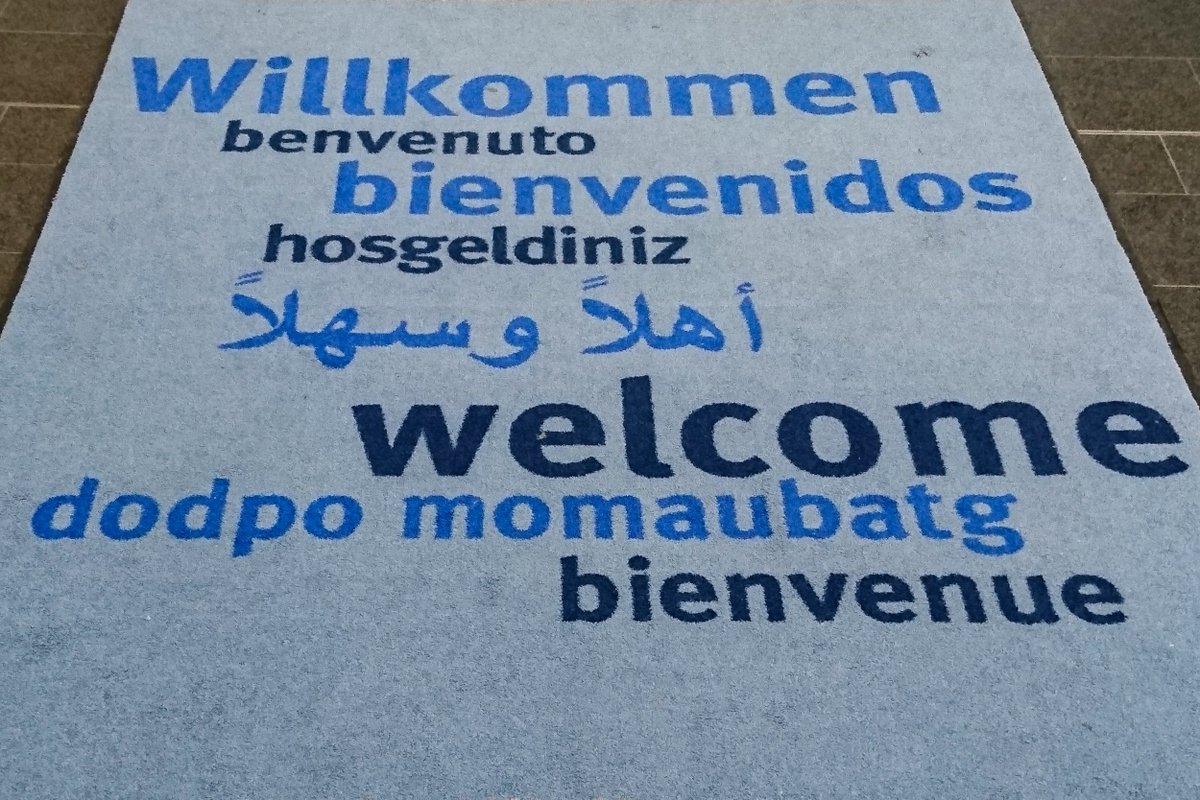 Willkommen
benvenuto
bienvenidos
hosgeldiniz
أهلاً وسهلاً
welcome
dodpo momaubatg
bienvenue